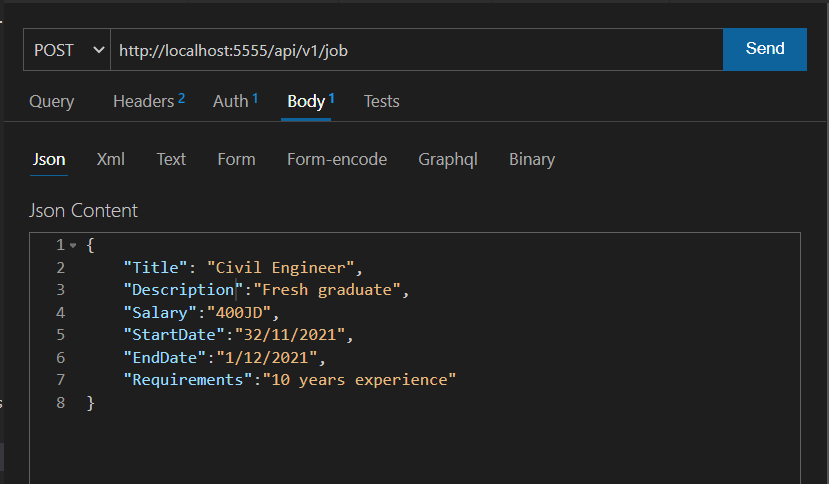 POST http://localhost:5555/api/v1/job Send
Query Headers 2 Auth 1 Body 1 Tests
Json Xml Text Form Form-encode Graphql Binary
Json Content
1 {
2 "Title": "Civil Engineer",
3 "Description":"Fresh graduate",
4 "Salary":"400JD",
5 "StartDate":"32/11/2021",
6 "EndDate":"1/12/2021",
7 "Requirements":"10 years experience"
8 }